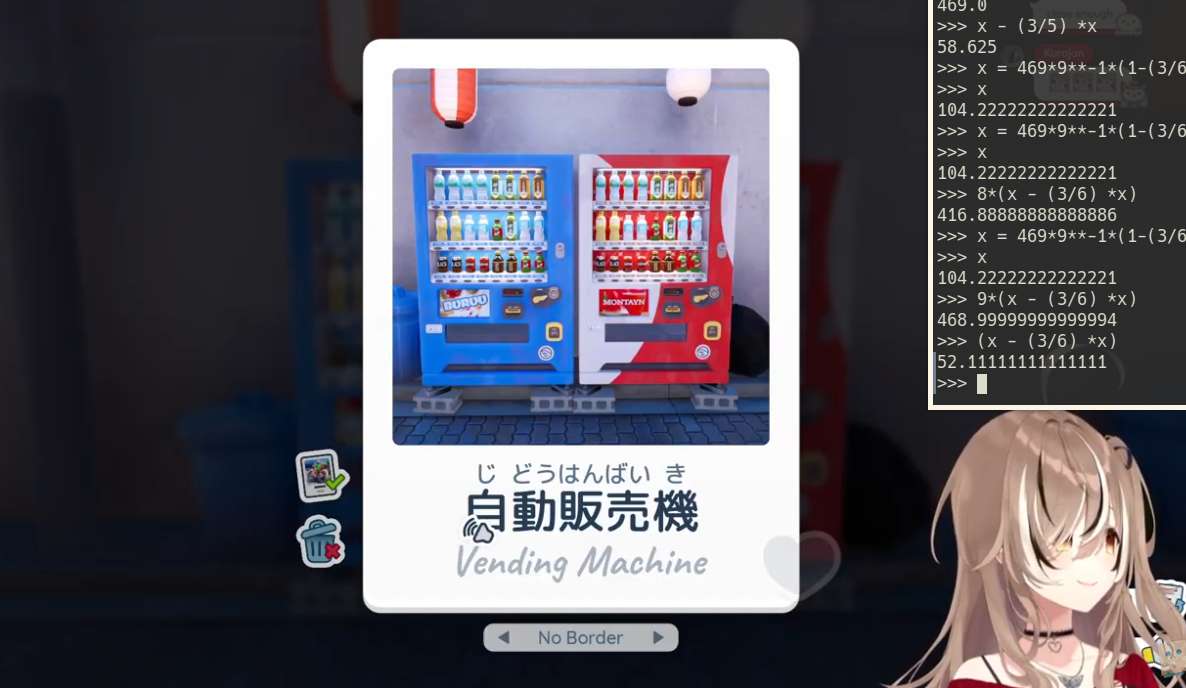 BURUU
MONTAYN
じどうはんばいき
自動販売機
Vending Machine
No Border
469.0
>>> x - (3/5) *x
58.625
>>> x = 469*9**-1*(1-(3/6
>>> x
104.22222222222221
>>> x = 469*9**-1*(1-(3/6
>>> x
104.22222222222221
>>> 8*(x - (3/6) *x)
416.88888888888886
>>> x = 469*9**-1*(1-(3/6
>>> x
104.22222222222221
>>> 9*(x - (3/6) *x)
468.99999999999994
>>> (x - (3/6) *x)
52.11111111111111
>>>